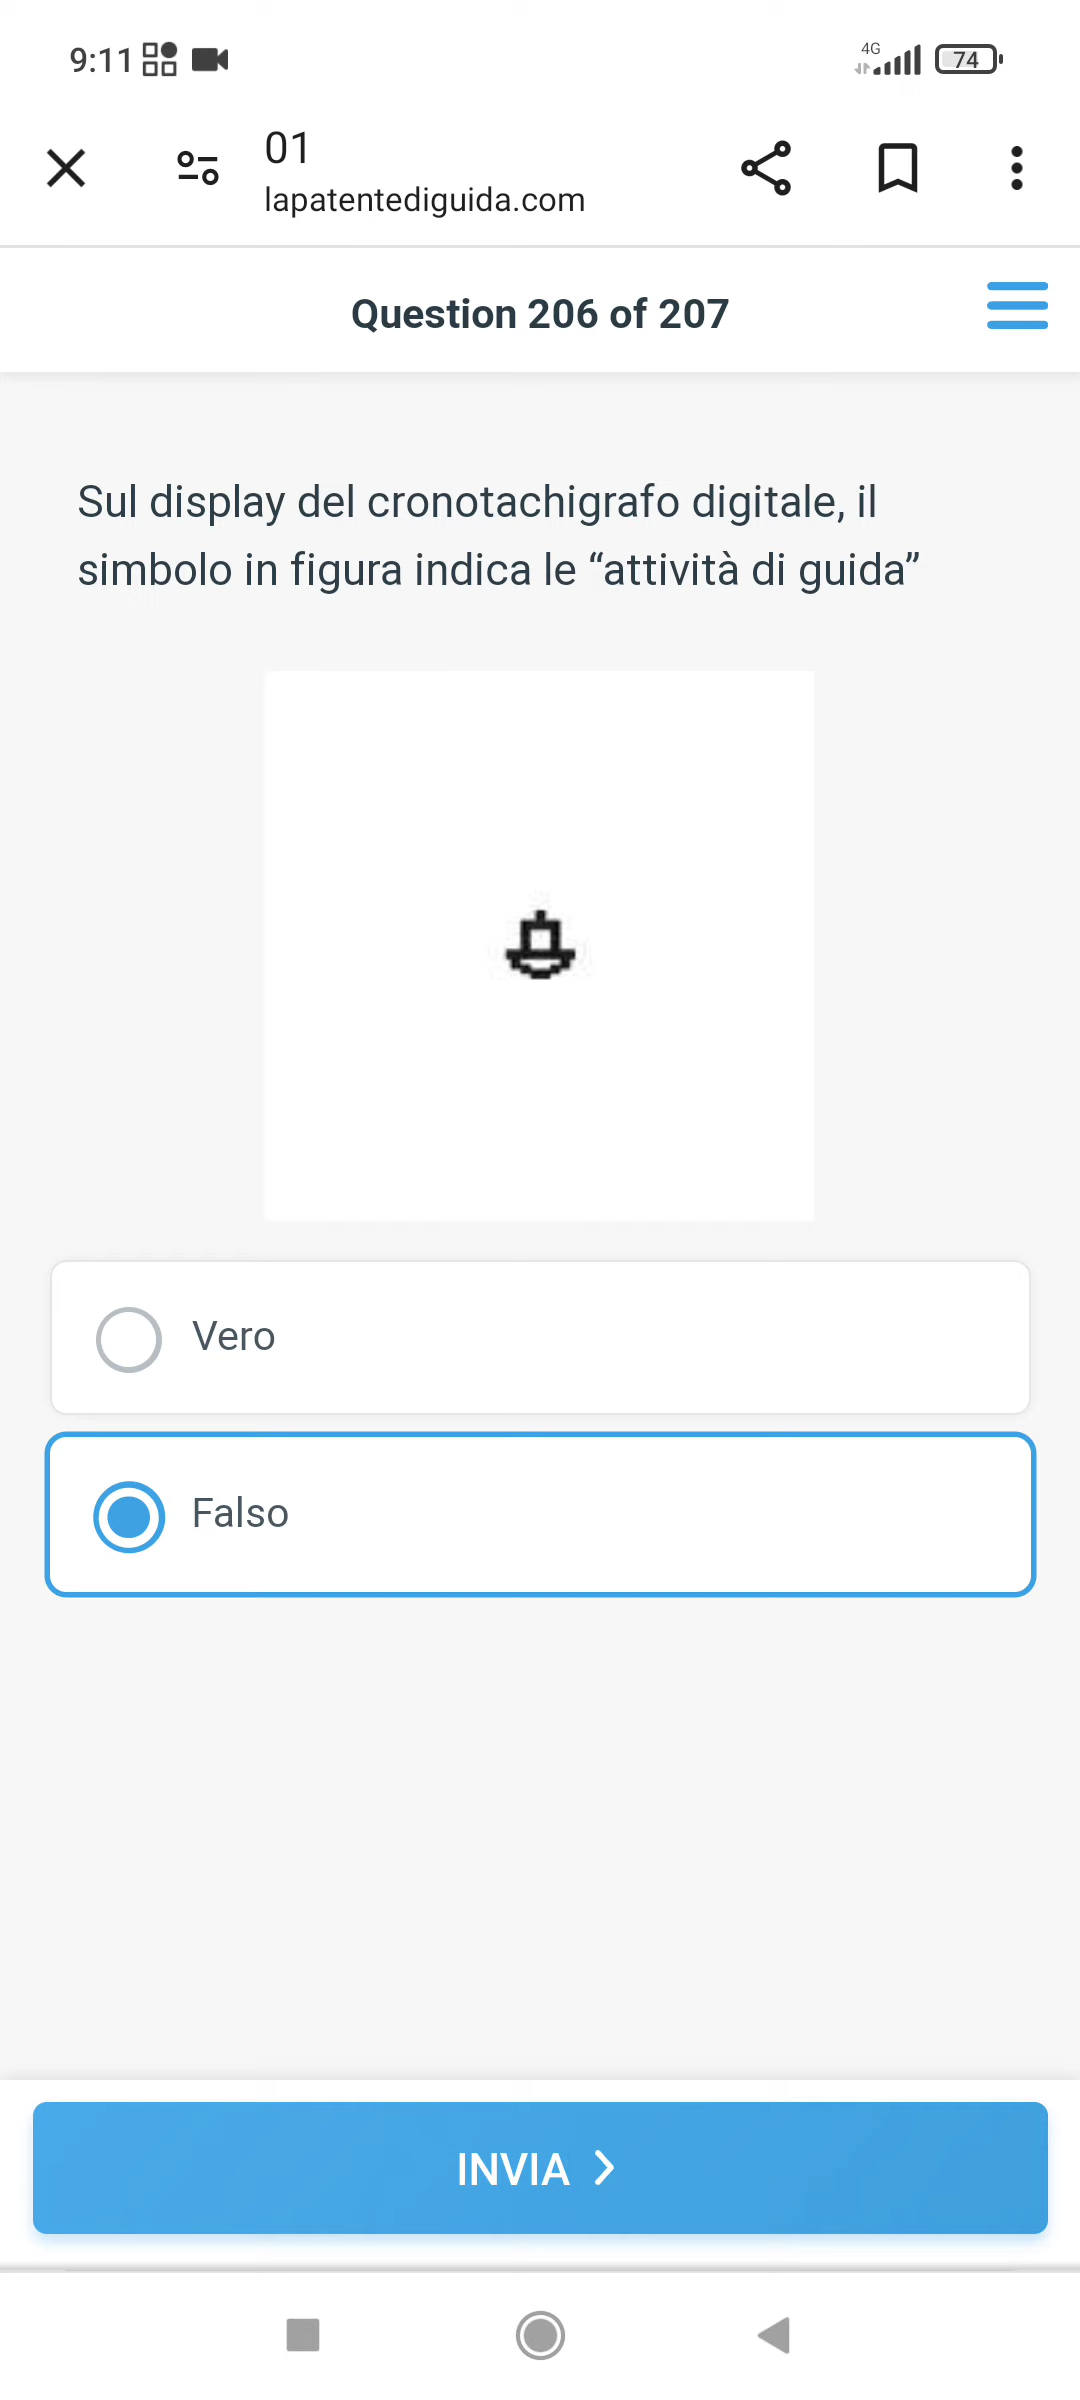 9:11
4G
74
01
lapatentediguida.com
Question 206 of 207
Sul display del cronotachigrafo digitale, il
simbolo in figura indica le “attività di guida”
Vero
Falso
INVIA